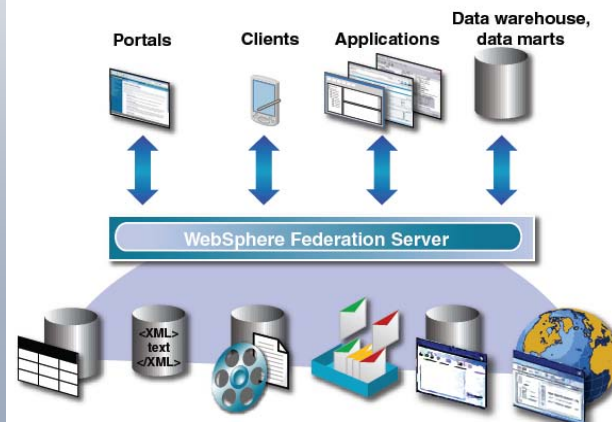 Portals
Clients
Applications
Data warehouse,
data marts
WebSphere Federation Server
<XML>
text
</XML>